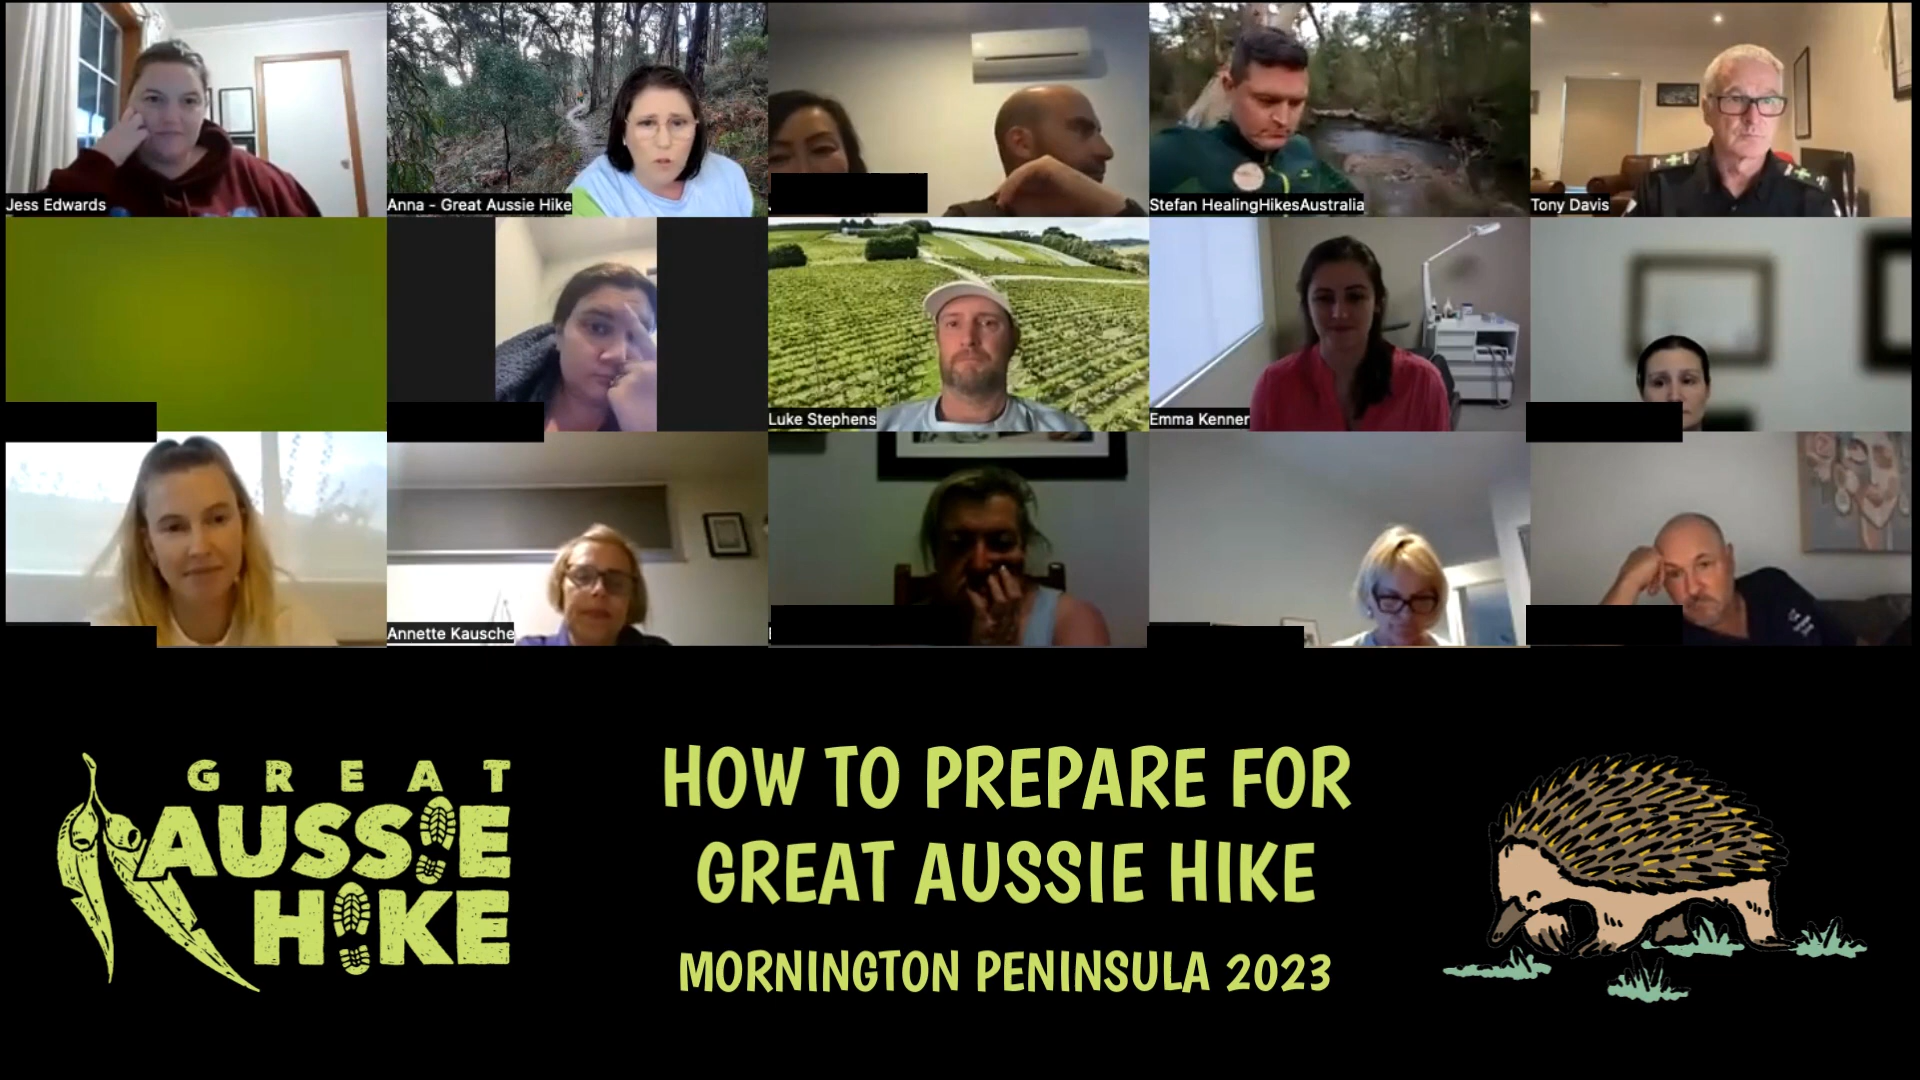 Jess Edwards
Anna - Great Aussie Hike
Stefan HealingHikesAustralia
Tony Davis
Luke Stephens
Emma Kenner
Annette Kausche
GREAT
AUSSIE
HIKE
HOW TO PREPARE FOR
GREAT AUSSIE HIKE
MORNINGTON PENINSULA 2023